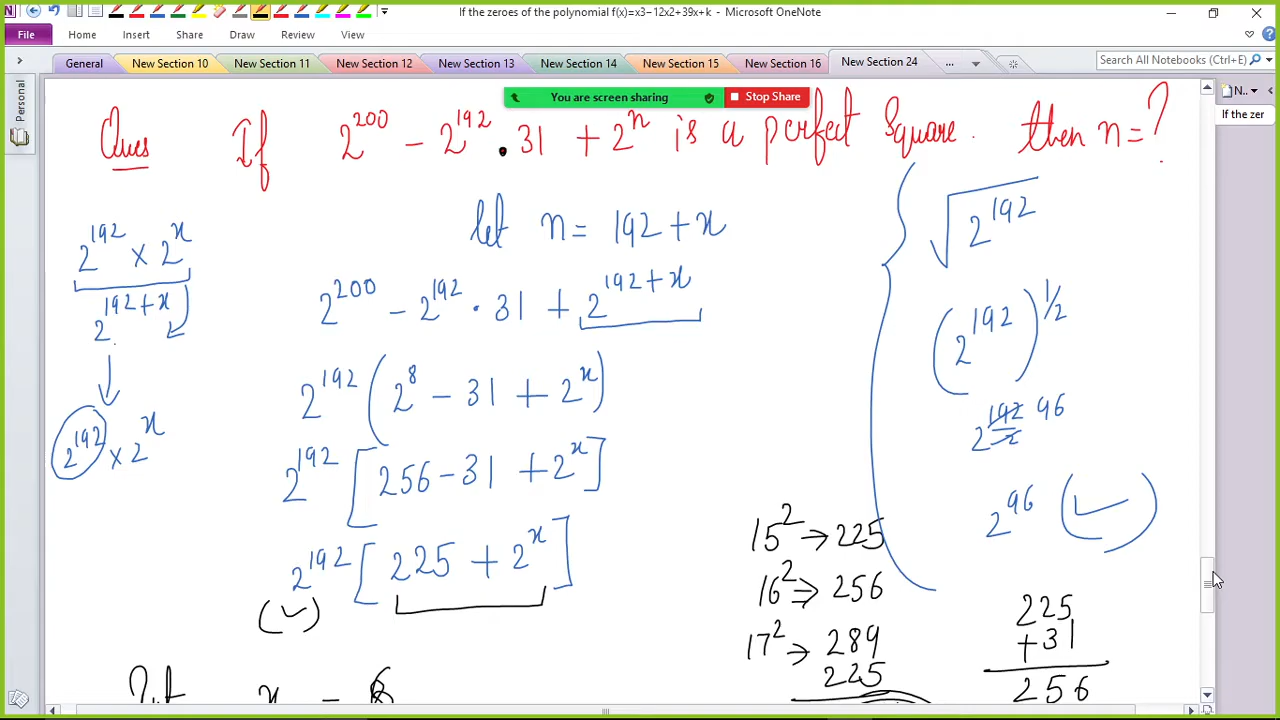 If the zeroes of the polynomial f(x)=x3−12x2+39x+k - Microsoft OneNote
File Home Insert Share Draw Review View
General New Section 10 New Section 11 New Section 12 New Section 13 New Section 14 New Section 15 New Section 16 New Section 24 ... Search All Notebooks (Ctrl+E)
Personal
You are screen sharing Stop Share
N..
If the zer
Ques If 2^200 − 2^192 . 31 + 2^n is a perfect Square. then n = ?
let n = 192 + x
2^192 × 2^x
2^192+x
2^192 × 2^x
2^200 − 2^192 · 31 + 2^192+x
2^192 (2^8 − 31 + 2^x)
2^192 [256 − 31 + 2^x]
2^192 [225 + 2^x]
(✓)
√2^192
(2^192)^1/2
2^192/2 96
2^96 (✓)
15^2 → 225
16^2 ⇒ 256
17^2 → 289
225
225
+31
256
Put x = 6